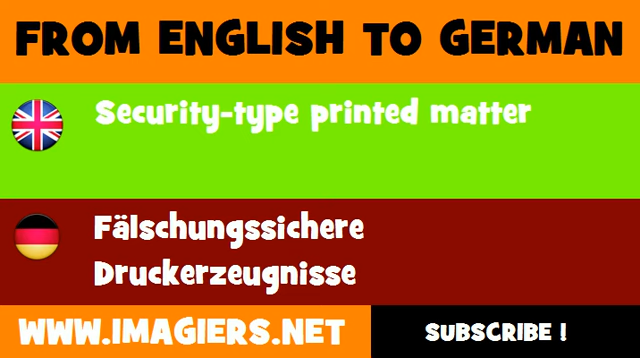 FROM ENGLISH TO GERMAN
Security-type printed matter
Fälschungssichere
Druckerzeugnisse
WWW.IMAGIERS.NET
SUBSCRIBE !